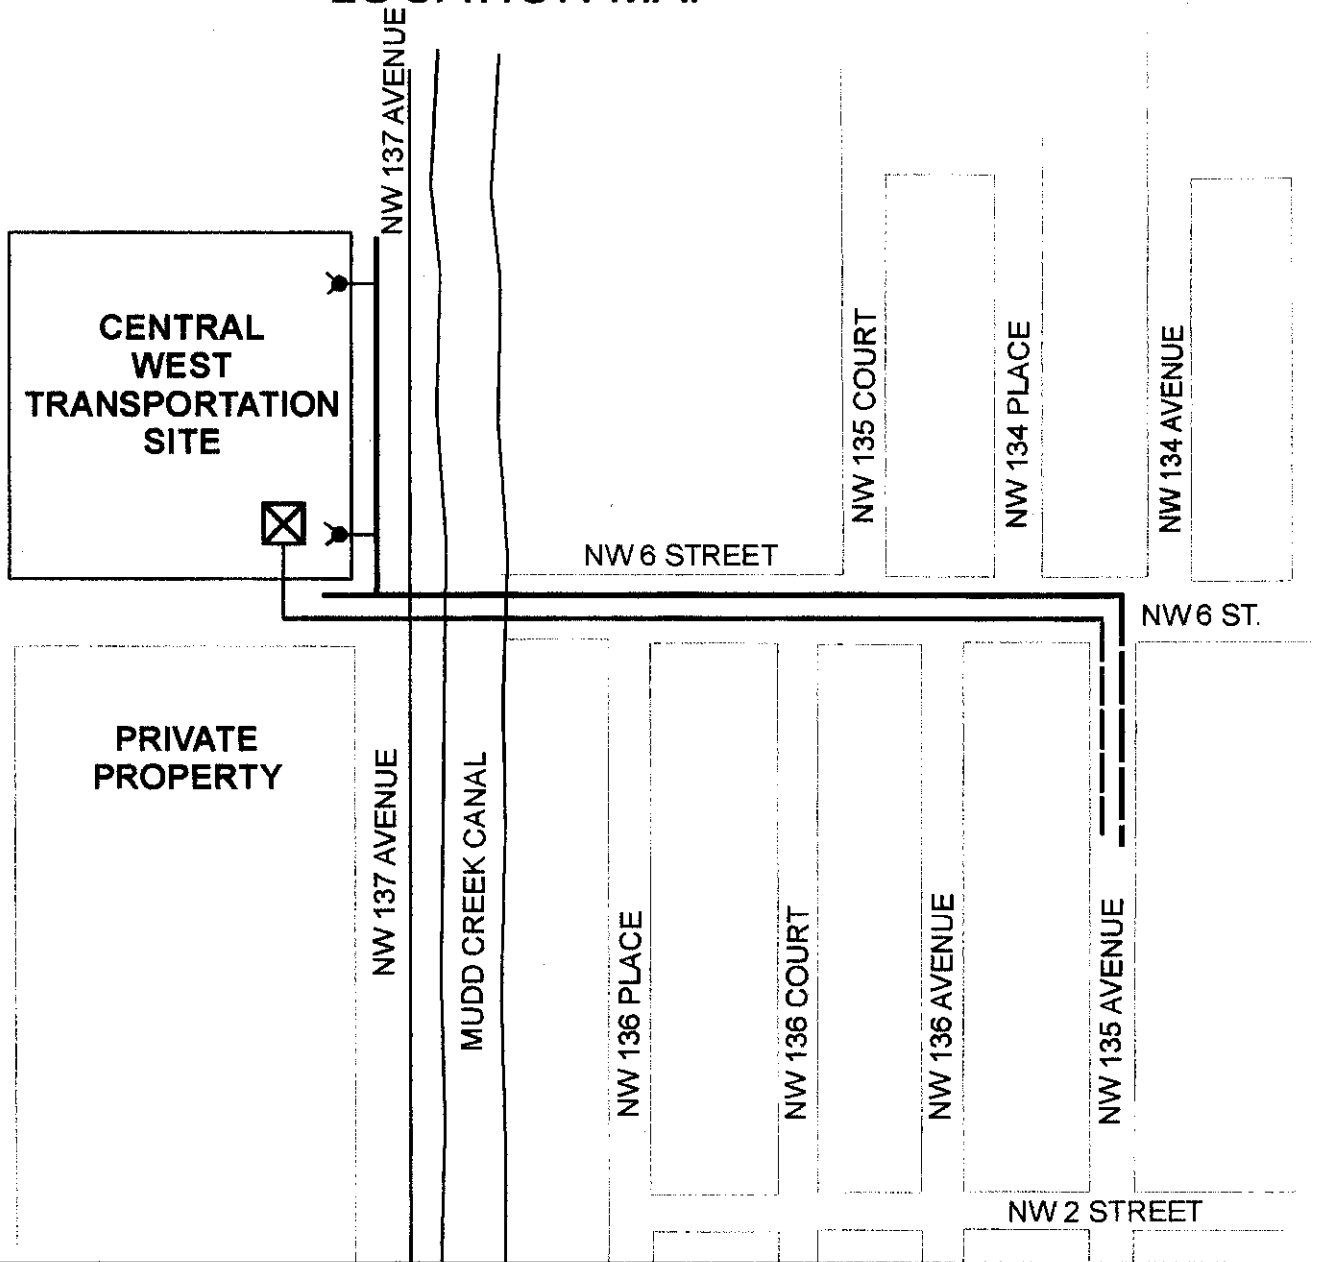 NW 137 AVENUE
CENTRAL
WEST
TRANSPORTATION
SITE
NW 135 COURT
NW 134 PLACE
NW 134 AVENUE
NW 6 STREET
NW 6 ST.
PRIVATE
PROPERTY
NW 137 AVENUE
MUDD CREEK CANAL
NW 136 PLACE
NW 136 COURT
NW 136 AVENUE
NW 135 AVENUE
NW 2 STREET